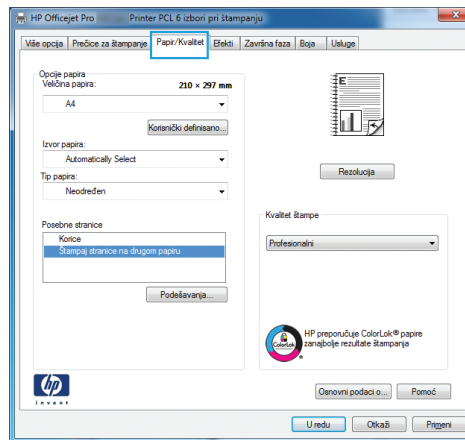 HP Officejet Pro Printer PCL 6 izbori pri štampanju
Više opcija Prečice za štampanje Papir/Kvalitet Efekti Završna faza Boja Usluge
Opcije papira
Veličina papira: 210 × 297 mm
A4
Korisnički definisano...
Izvor papira:
Automatically Select
Tip papira:
Neodređen
Rezolucija
Posebne stranice
Korice
Štampaj stranice na drugom papiru
Podešavanja...
Kvalitet štampe
Profesionalni
ColorLok
HP preporučuje ColorLok® papire
zanajbolje rezultate štampanja
hp
invent
Osnovni podaci o... Pomoć
U redu Otkaži Primeni